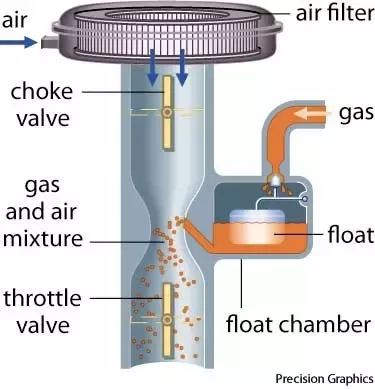 air
air filter
choke
valve
gas
gas
and air
mixture
float
throttle
valve
float chamber
Precision Graphics